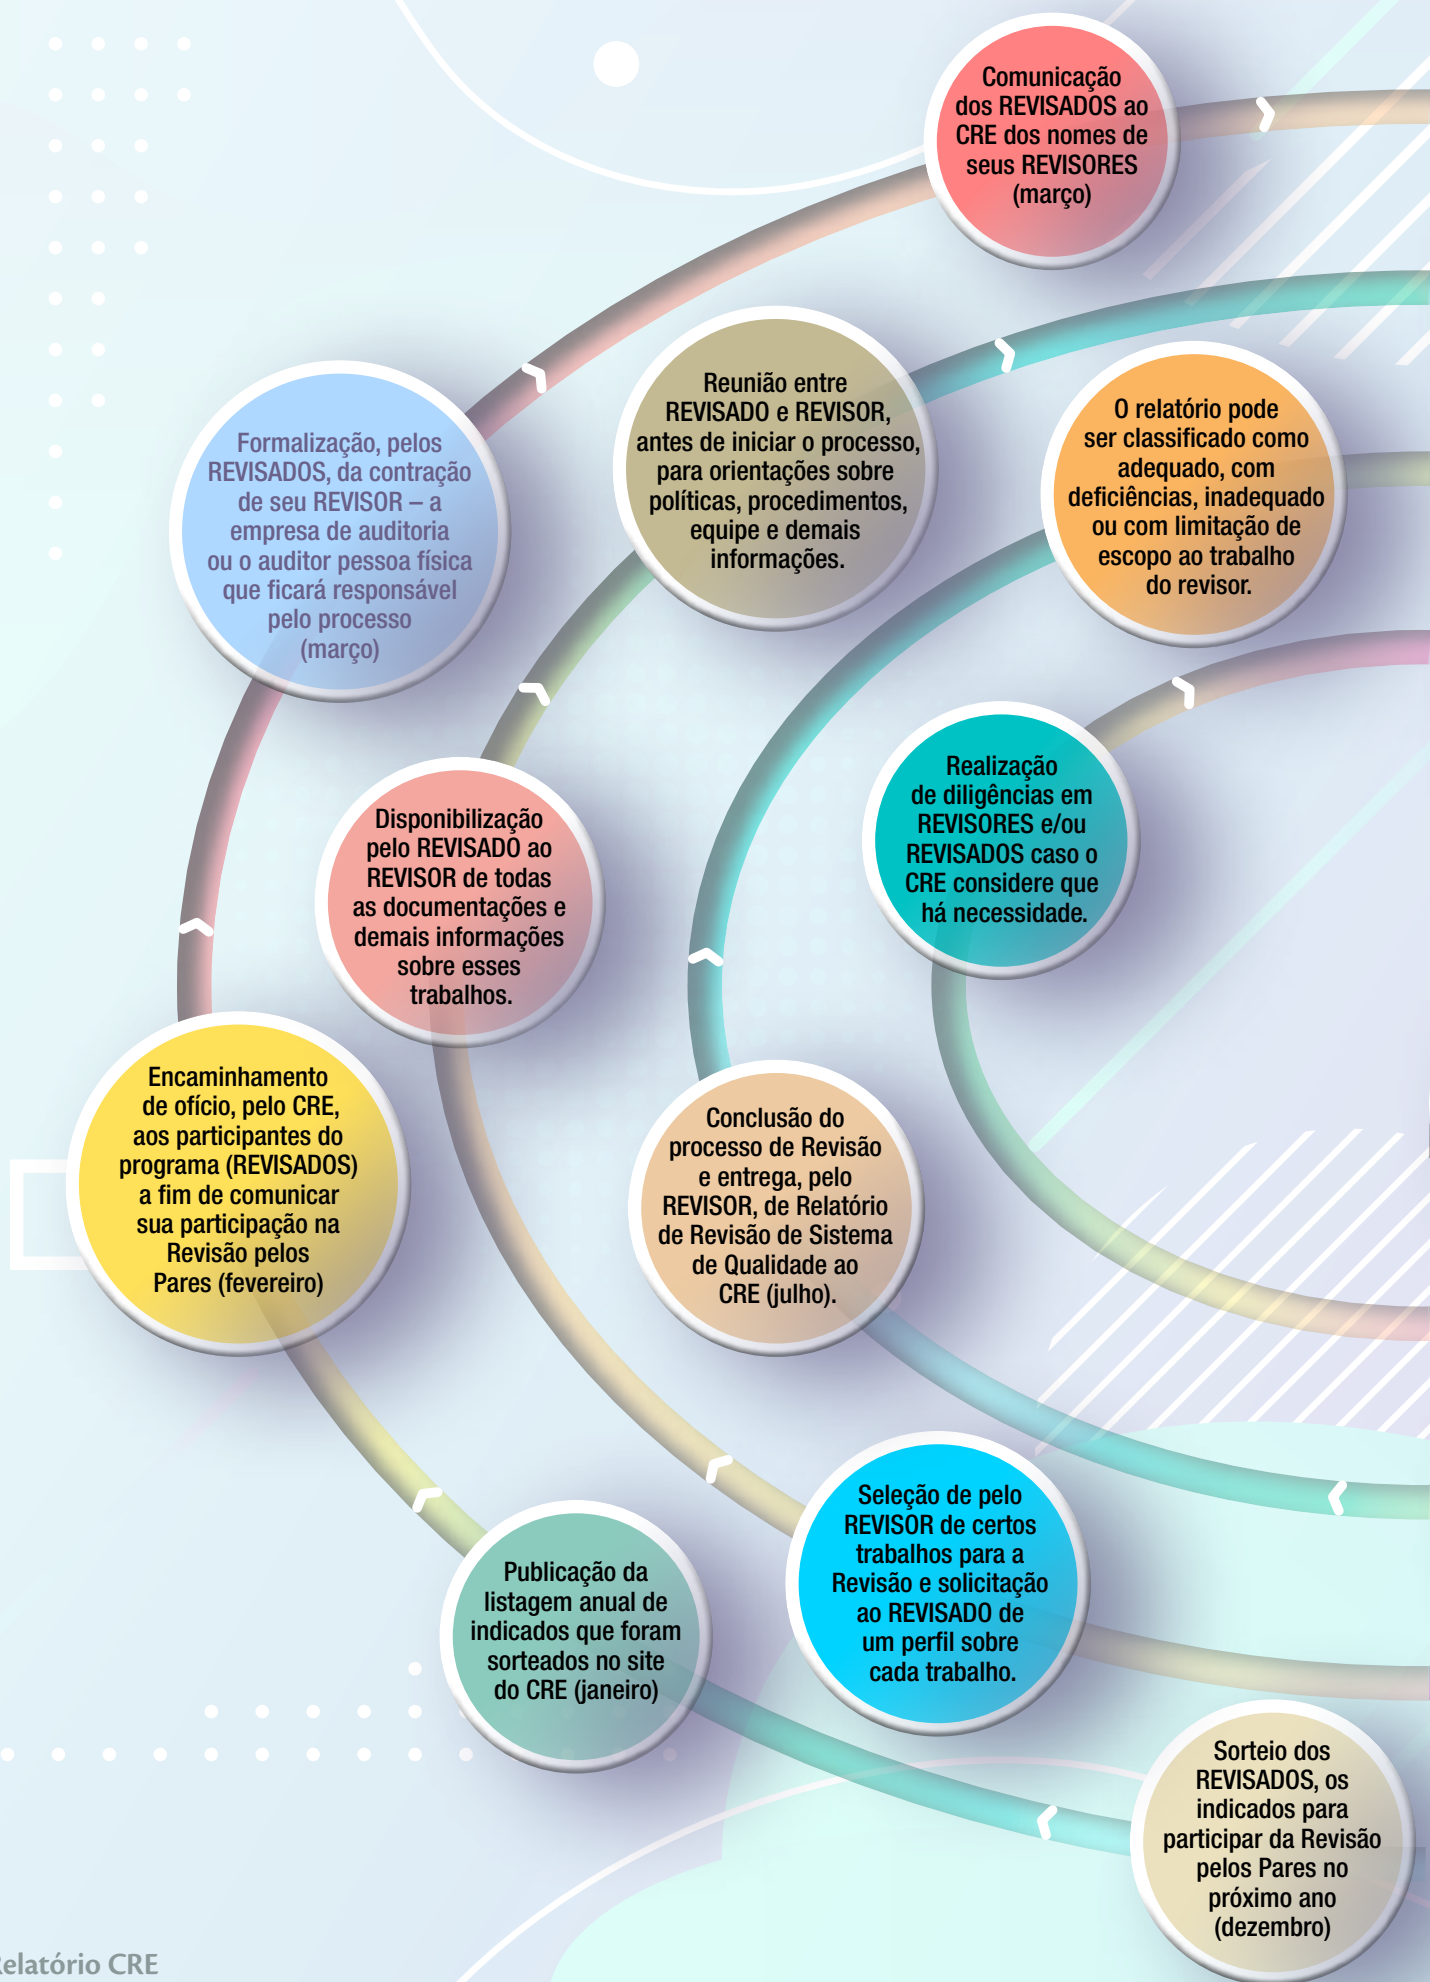 Comunicação
dos REVISADOS ao
CRE dos nomes de
seus REVISORES
(março)
Reunião entre
REVISADO e REVISOR,
antes de iniciar o processo,
para orientações sobre
políticas, procedimentos,
equipe e demais
informações.
O relatório pode
ser classificado como
adequado, com
deficiências, inadequado
ou com limitação de
escopo ao trabalho
do revisor.
Formalização, pelos
REVISADOS, da contração
de seu REVISOR – a
empresa de auditoria
ou o auditor pessoa física
que ficará responsável
pelo processo
(março)
Realização
de diligências em
REVISORES e/ou
REVISADOS caso o
CRE considere que
há necessidade.
Disponibilização
pelo REVISADO ao
REVISOR de todas
as documentações e
demais informações
sobre esses
trabalhos.
Encaminhamento
de ofício, pelo CRE,
aos participantes do
programa (REVISADOS)
a fim de comunicar
sua participação na
Revisão pelos
Pares (fevereiro)
Conclusão do
processo de Revisão
e entrega, pelo
REVISOR, de Relatório
de Revisão de Sistema
de Qualidade ao
CRE (julho).
Seleção de pelo
REVISOR de certos
trabalhos para a
Revisão e solicitação
ao REVISADO de
um perfil sobre
cada trabalho.
Publicação da
listagem anual de
indicados que foram
sorteados no site
do CRE (janeiro)
Sorteio dos
REVISADOS, os
indicados para
participar da Revisão
pelos Pares no
próximo ano
(dezembro)
elatório CRE